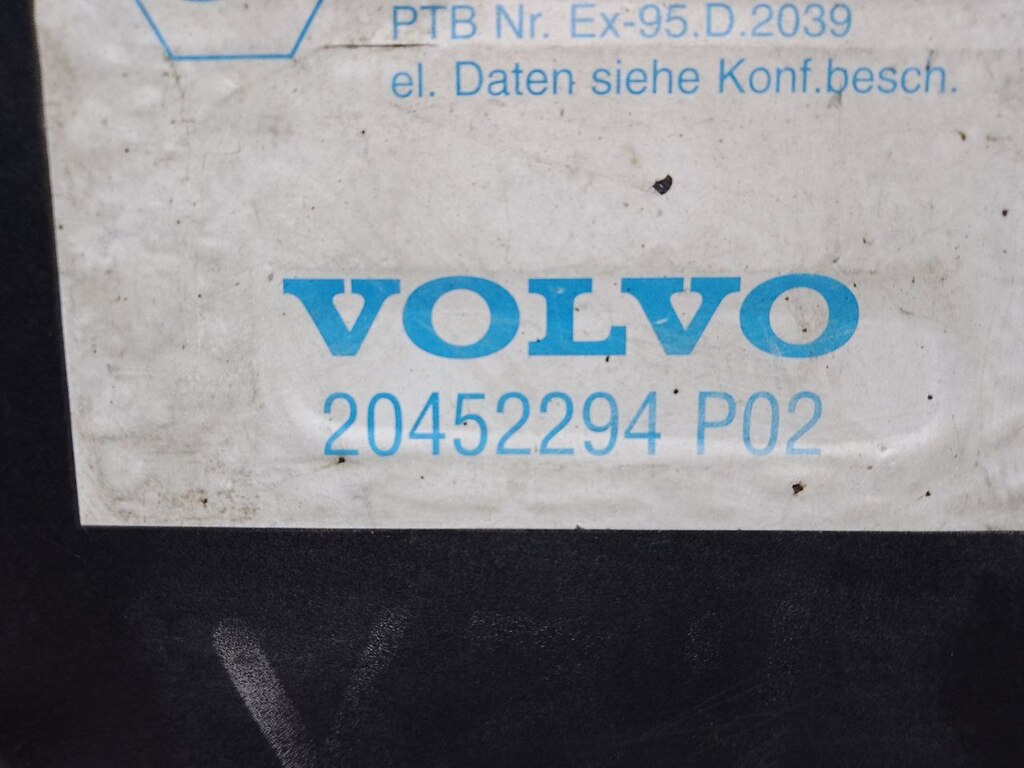 PTB Nr. Ex-95.D.2039
el. Daten siehe Konf.besch.
VOLVO
20452294 P02